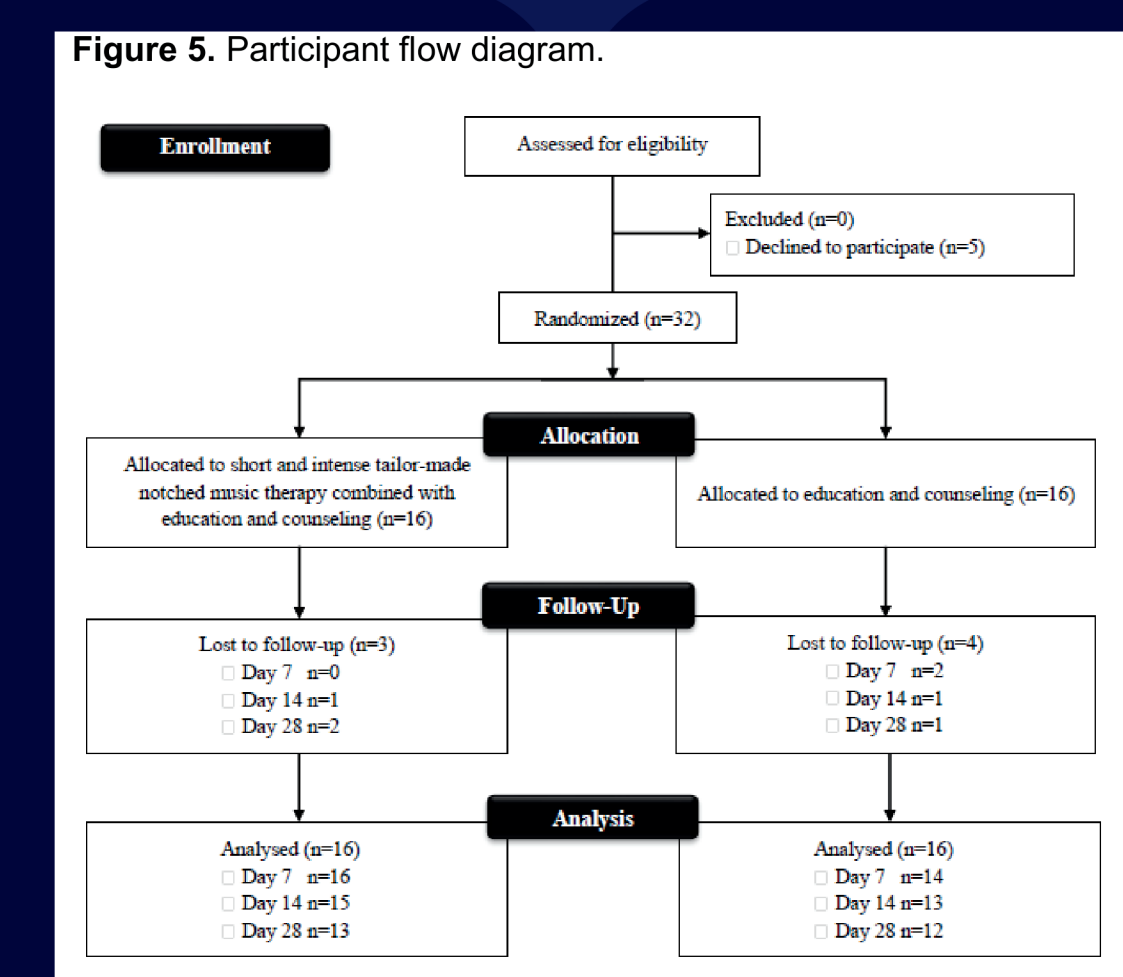 Figure 5. Participant flow diagram.
Enrollment
Assessed for eligibility
Excluded (n=0)
□ Declined to participate (n=5)
Randomized (n=32)
Allocation
Allocated to short and intense tailor-made
notched music therapy combined with
education and counseling (n=16)
Allocated to education and counseling (n=16)
Follow-Up
Lost to follow-up (n=3)
□ Day 7 n=0
□ Day 14 n=1
□ Day 28 n=2
Lost to follow-up (n=4)
□ Day 7 n=2
□ Day 14 n=1
□ Day 28 n=1
Analysis
Analysed (n=16)
□ Day 7 n=16
□ Day 14 n=15
□ Day 28 n=13
Analysed (n=16)
□ Day 7 n=14
□ Day 14 n=13
□ Day 28 n=12